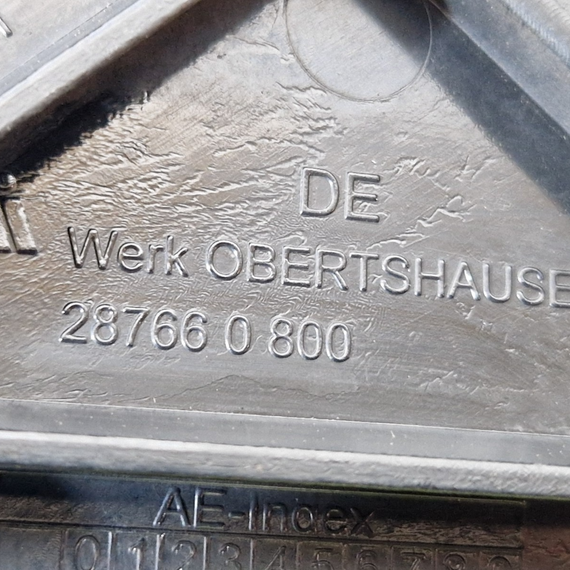 DE
Werk OBERTSHAUSE
28766 0 800
AE-Index
0 1 2 3 4 5 6 7 8 9